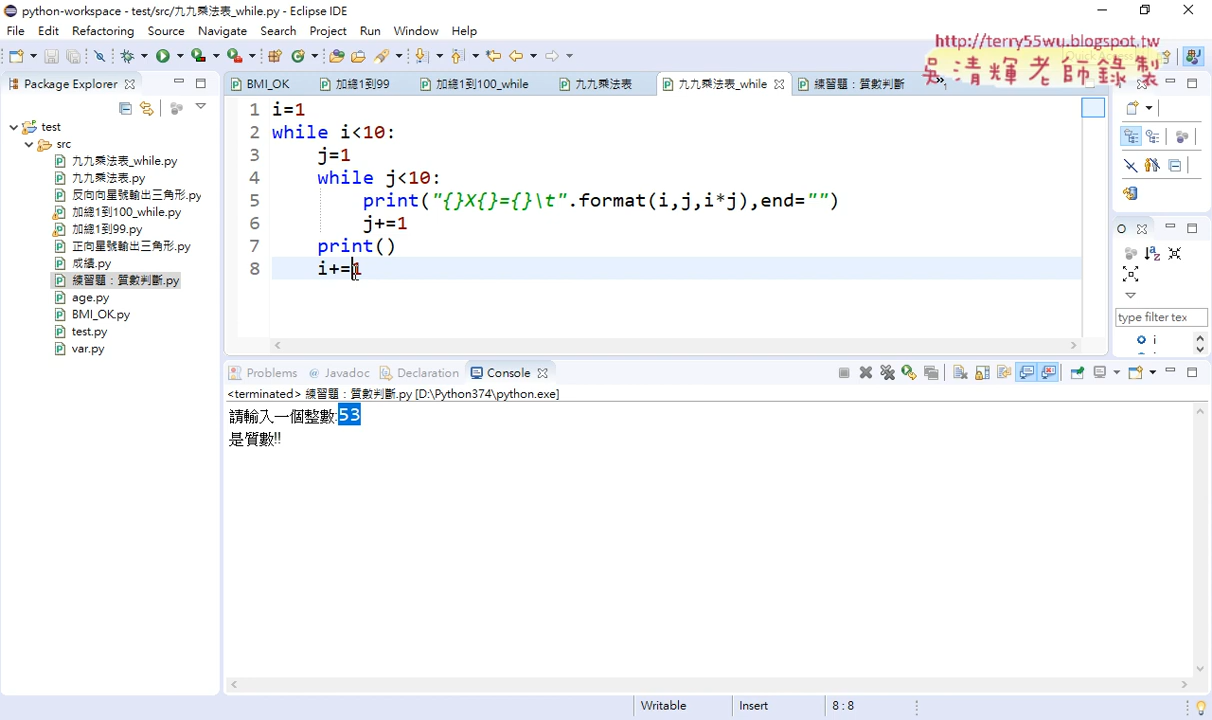 python-workspace - test/src/九九乘法表_while.py - Eclipse IDE
File Edit Refactoring Source Navigate Search Project Run Window Help
http://terry55wu.blogspot.tw
吳清輝老師錄製
Package Explorer
BMI_OK 加總1到99 加總1到100_while 九九乘法表 九九乘法表_while 練習題：質數判斷 »1
test
src
九九乘法表_while.py
九九乘法表.py
反向向星號輸出三角形.py
加總1到100_while.py
加總1到99.py
正向星號輸出三角形.py
成績.py
練習題：質數判斷.py
age.py
BMI_OK.py
test.py
var.py
1 i=1
2 while i<10:
3 j=1
4 while j<10:
5 print("{}X{}={}\t".format(i,j,i*j),end="")
6 j+=1
7 print()
8 i+=1
O
type filter tex
i
Problems @ Javadoc Declaration Console
<terminated> 練習題：質數判斷.py [D:\Python374\python.exe]
請輸入一個整數:53
是質數!!
Writable Insert 8 : 8